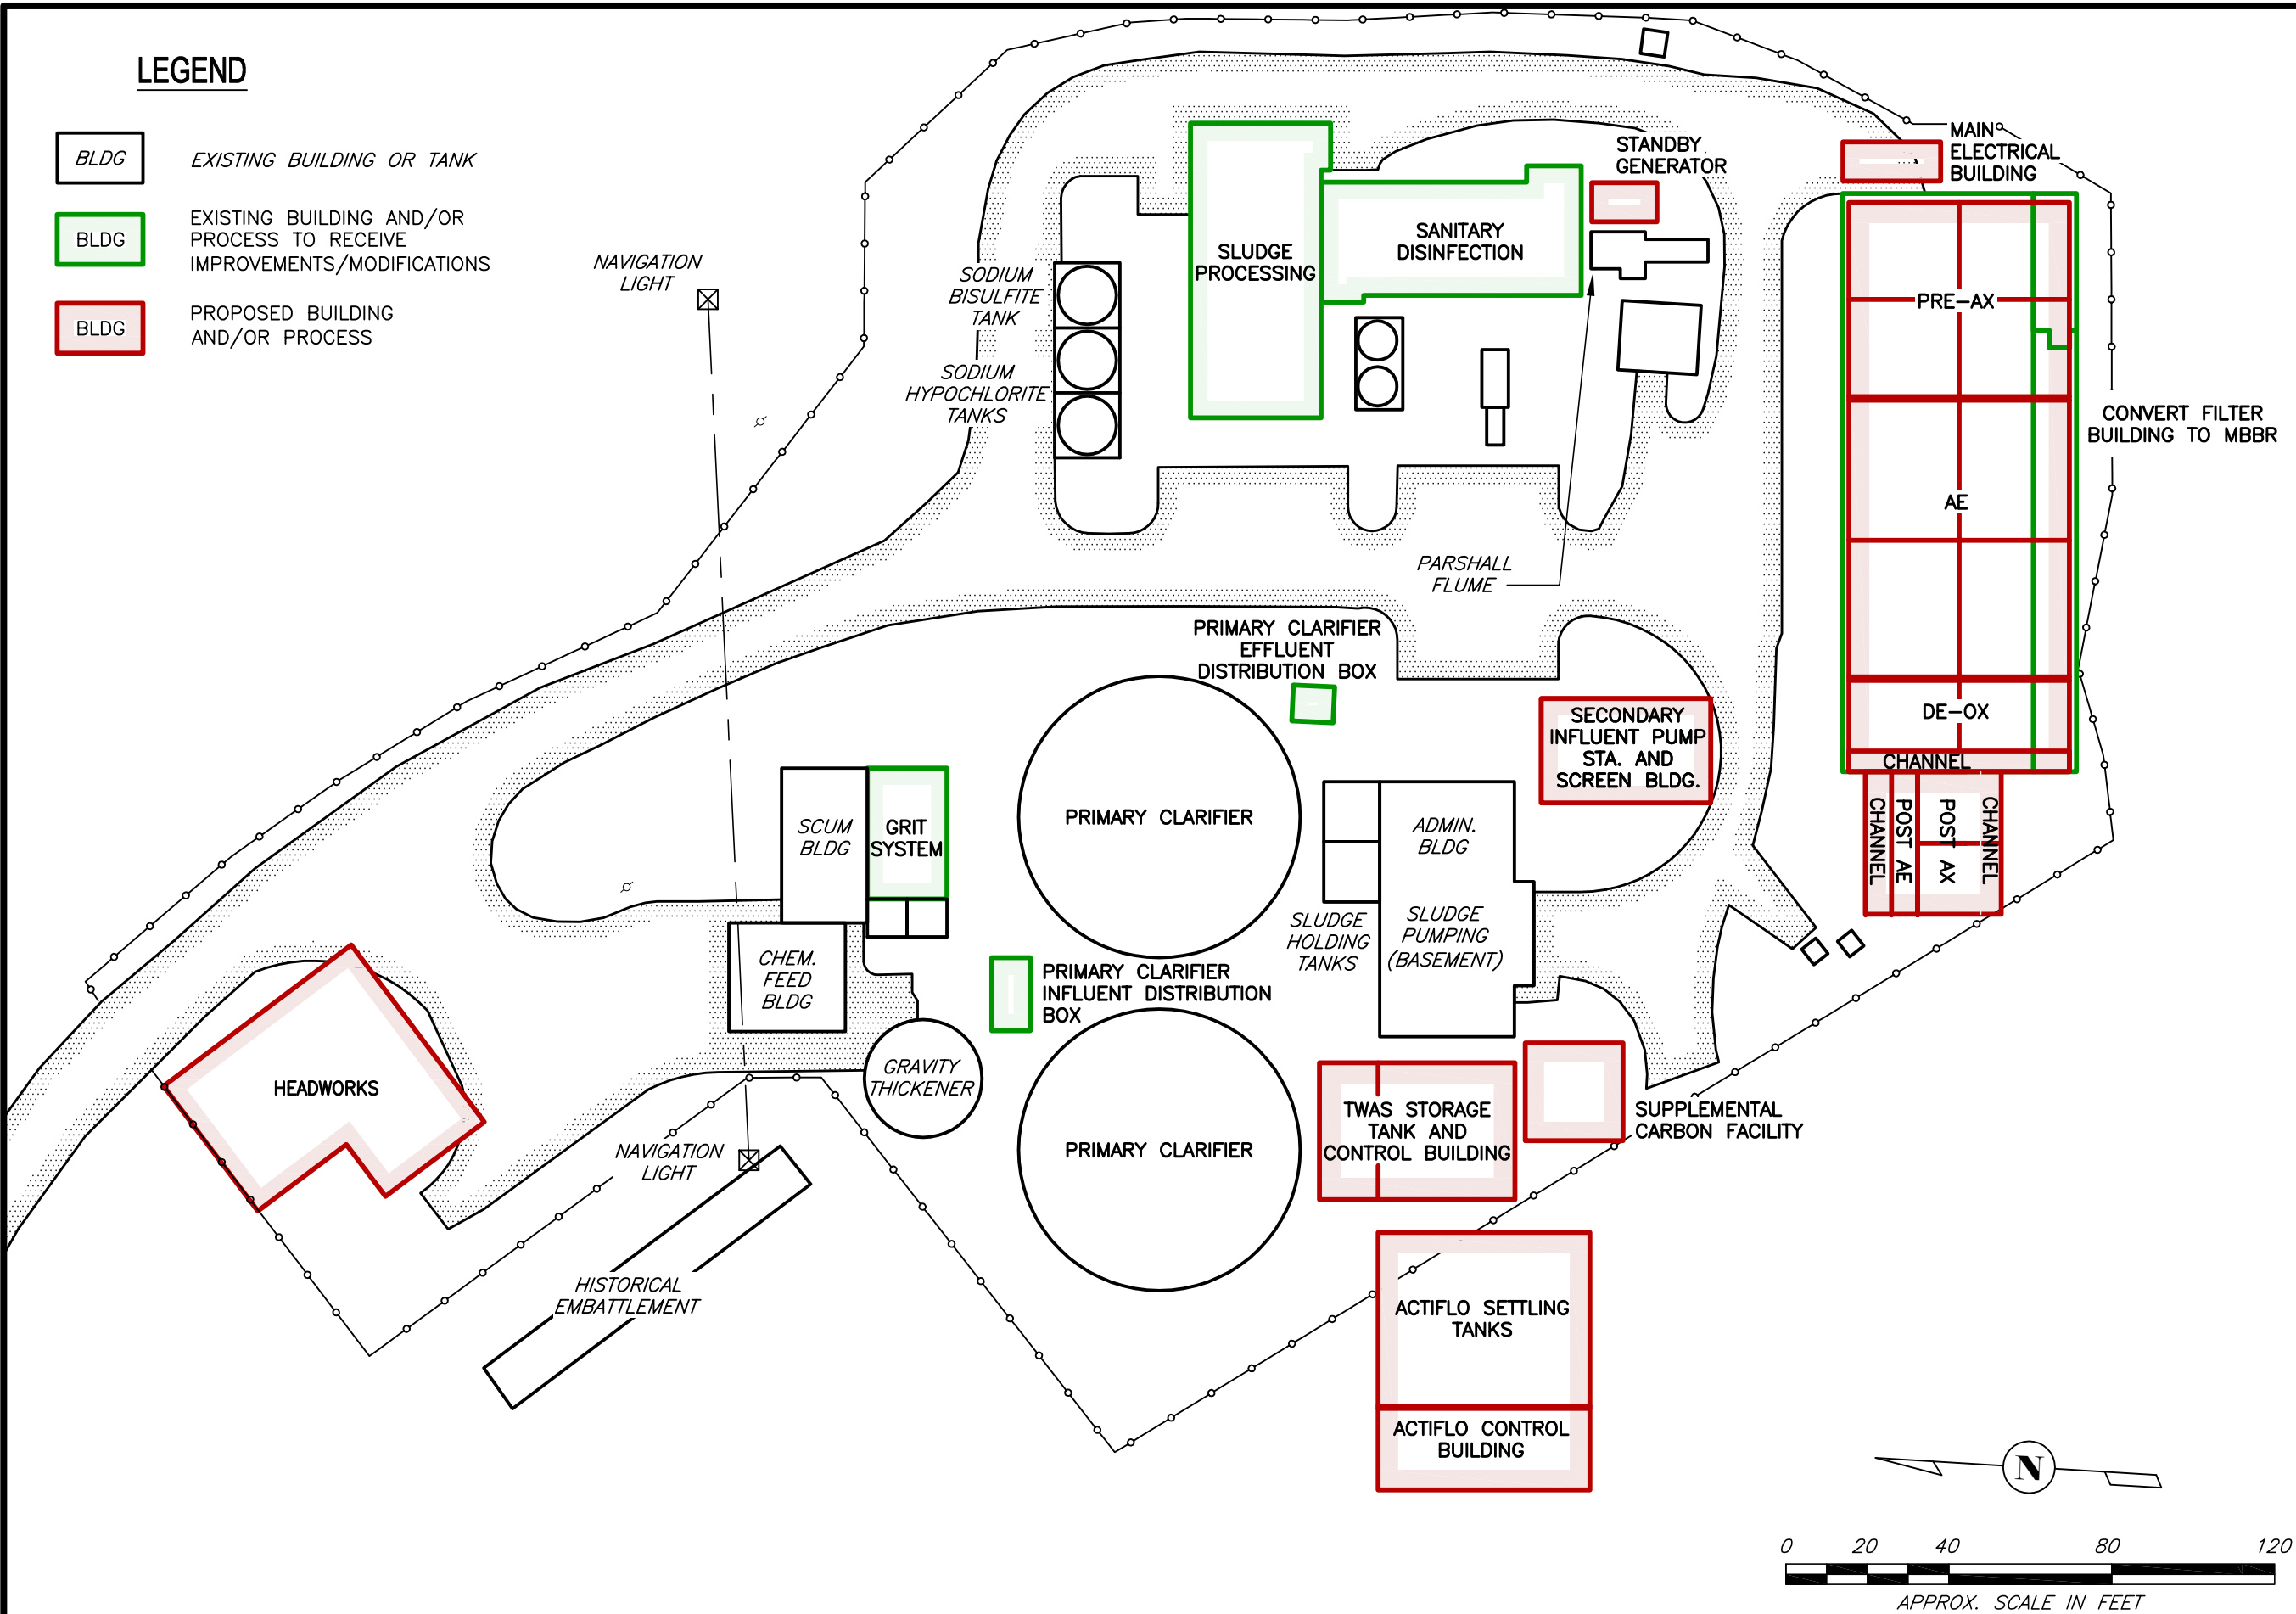 LEGEND
BLDG
EXISTING BUILDING OR TANK
BLDG
EXISTING BUILDING AND/OR
PROCESS TO RECEIVE
IMPROVEMENTS/MODIFICATIONS
BLDG
PROPOSED BUILDING
AND/OR PROCESS
NAVIGATION
LIGHT
SODIUM
BISULFITE
TANK
SODIUM
HYPOCHLORITE
TANKS
SLUDGE
PROCESSING
SANITARY
DISINFECTION
STANDBY
GENERATOR
MAIN
ELECTRICAL
BUILDING
PRE-AX
CONVERT FILTER
BUILDING TO MBBR
AE
PARSHALL
FLUME
PRIMARY CLARIFIER
EFFLUENT
DISTRIBUTION BOX
SECONDARY
INFLUENT PUMP
STA. AND
SCREEN BLDG.
DE-OX
CHANNEL
CHANNEL
POST AE
POST AX
CHANNEL
SCUM
BLDG
GRIT
SYSTEM
PRIMARY CLARIFIER
ADMIN.
BLDG
SLUDGE
HOLDING
TANKS
SLUDGE
PUMPING
(BASEMENT)
CHEM.
FEED
BLDG
PRIMARY CLARIFIER
INFLUENT DISTRIBUTION
BOX
HEADWORKS
GRAVITY
THICKENER
NAVIGATION
LIGHT
PRIMARY CLARIFIER
TWAS STORAGE
TANK AND
CONTROL BUILDING
SUPPLEMENTAL
CARBON FACILITY
HISTORICAL
EMBATTLEMENT
ACTIFLO SETTLING
TANKS
ACTIFLO CONTROL
BUILDING
N
0 20 40 80 120
APPROX. SCALE IN FEET